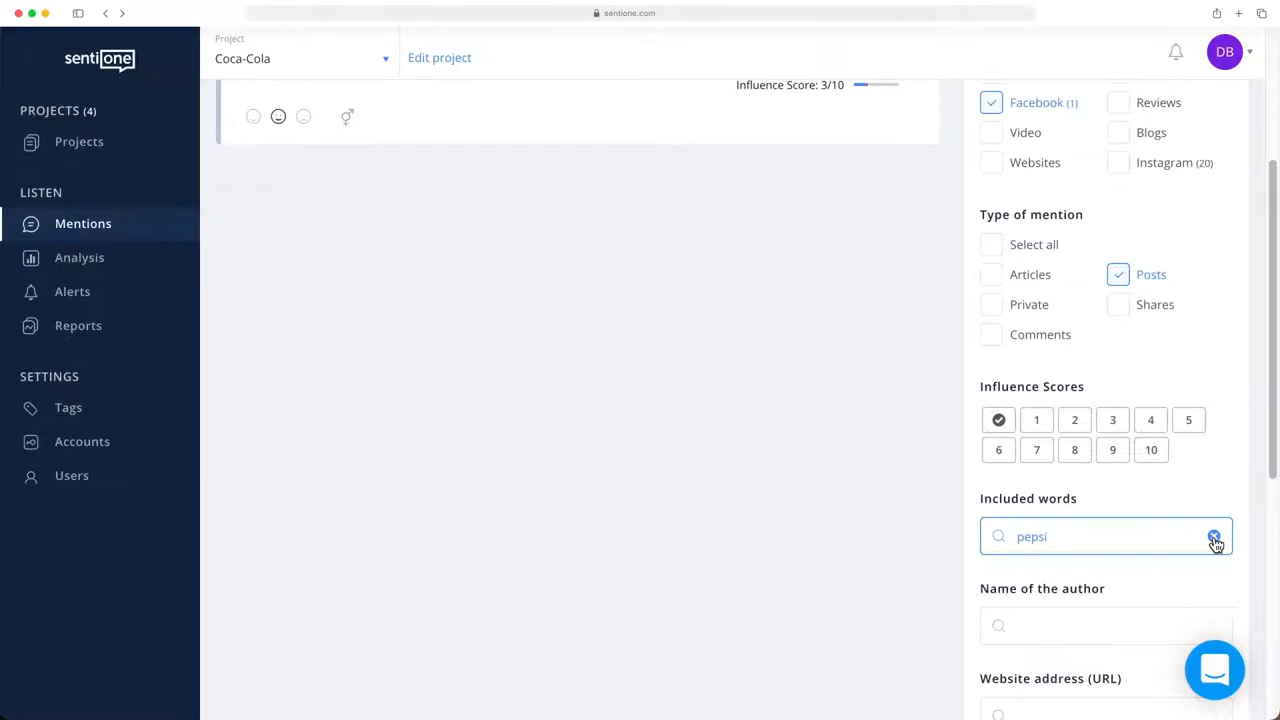 sentione.com
sentione
Project
Coca-Cola
Edit project
DB
PROJECTS (4)
Projects
LISTEN
Mentions
Analysis
Alerts
Reports
SETTINGS
Tags
Accounts
Users
Influence Score: 3/10
Facebook (1)
Reviews
Video
Blogs
Websites
Instagram (20)
Type of mention
Select all
Articles
Posts
Private
Shares
Comments
Influence Scores
1 2 3 4 5
6 7 8 9 10
Included words
pepsi
Name of the author
Website address (URL)